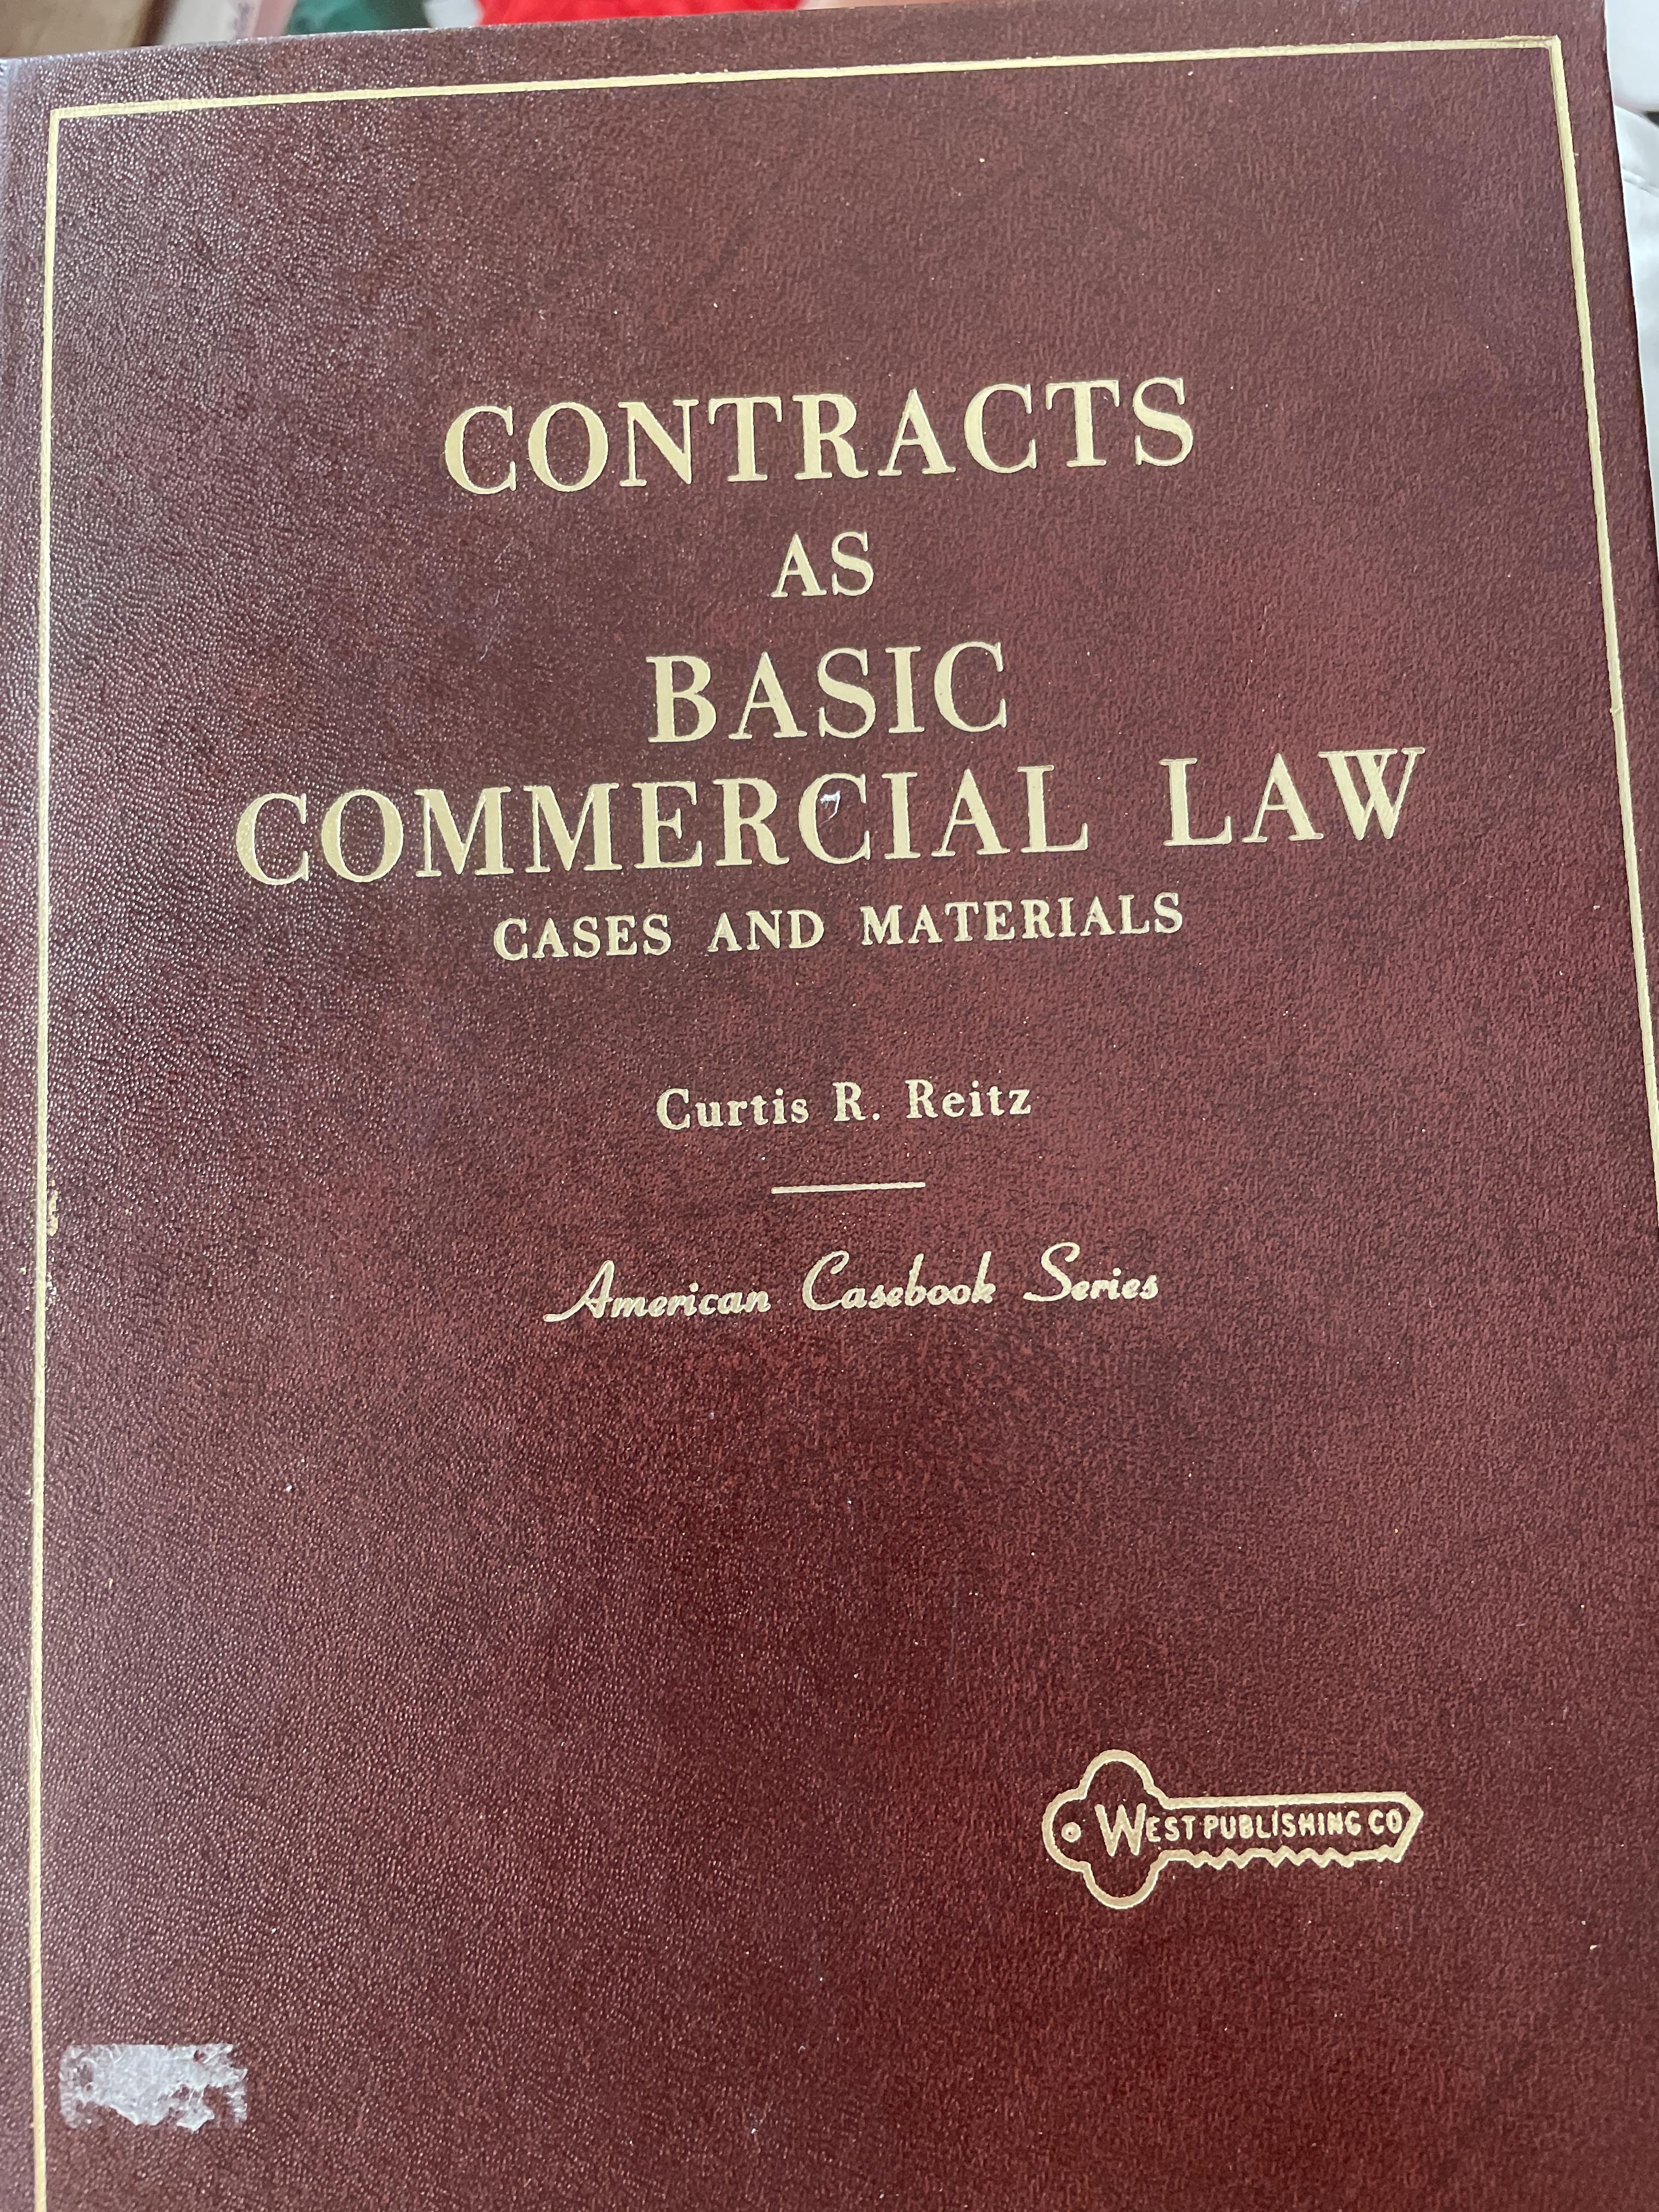 CONTRACTS
AS
BASIC
COMMERCIAL LAW
CASES AND MATERIALS
Curtis R. Reitz
American Casebook Series
WEST PUBLISHING CO